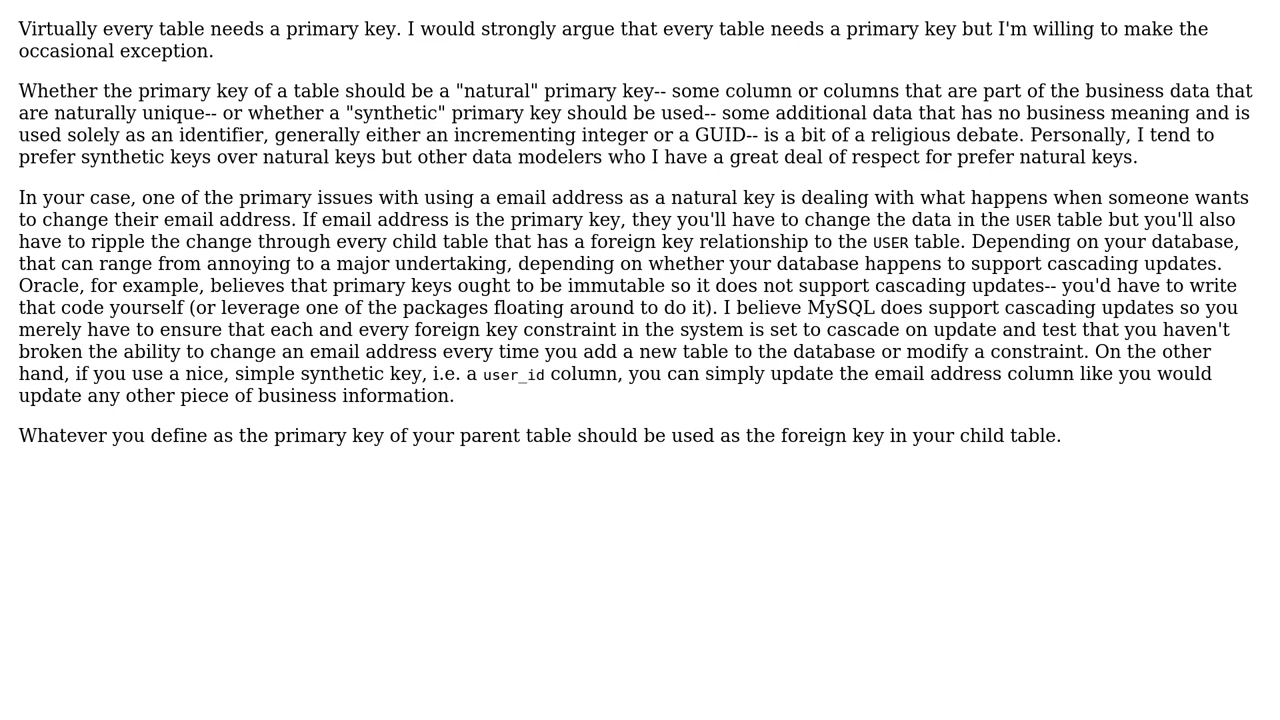 Virtually every table needs a primary key. I would strongly argue that every table needs a primary key but I'm willing to make the
occasional exception.
Whether the primary key of a table should be a "natural" primary key-- some column or columns that are part of the business data that
are naturally unique-- or whether a "synthetic" primary key should be used-- some additional data that has no business meaning and is
used solely as an identifier, generally either an incrementing integer or a GUID-- is a bit of a religious debate. Personally, I tend to
prefer synthetic keys over natural keys but other data modelers who I have a great deal of respect for prefer natural keys.
In your case, one of the primary issues with using a email address as a natural key is dealing with what happens when someone wants
to change their email address. If email address is the primary key, they you'll have to change the data in the USER table but you'll also
have to ripple the change through every child table that has a foreign key relationship to the USER table. Depending on your database,
that can range from annoying to a major undertaking, depending on whether your database happens to support cascading updates.
Oracle, for example, believes that primary keys ought to be immutable so it does not support cascading updates-- you'd have to write
that code yourself (or leverage one of the packages floating around to do it). I believe MySQL does support cascading updates so you
merely have to ensure that each and every foreign key constraint in the system is set to cascade on update and test that you haven't
broken the ability to change an email address every time you add a new table to the database or modify a constraint. On the other
hand, if you use a nice, simple synthetic key, i.e. a user_id column, you can simply update the email address column like you would
update any other piece of business information.
Whatever you define as the primary key of your parent table should be used as the foreign key in your child table.